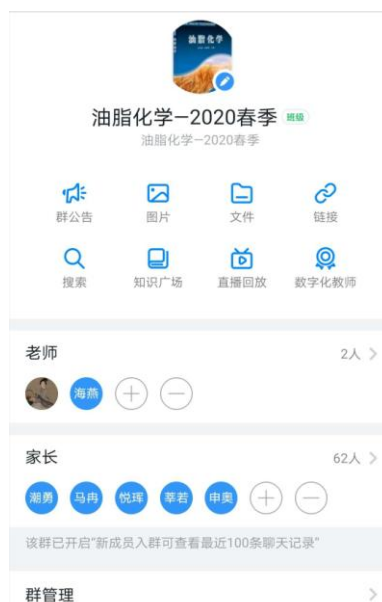 油脂化学
油脂化学—2020春季 班级
油脂化学—2020春季
群公告 图片 文件 链接
搜索 知识广场 直播回放 数字化教师
老师 2人
海燕
家长 62人
潮勇 马冉 悦珲 莘若 申奥
该群已开启“新成员入群可查看最近100条聊天记录”
群管理